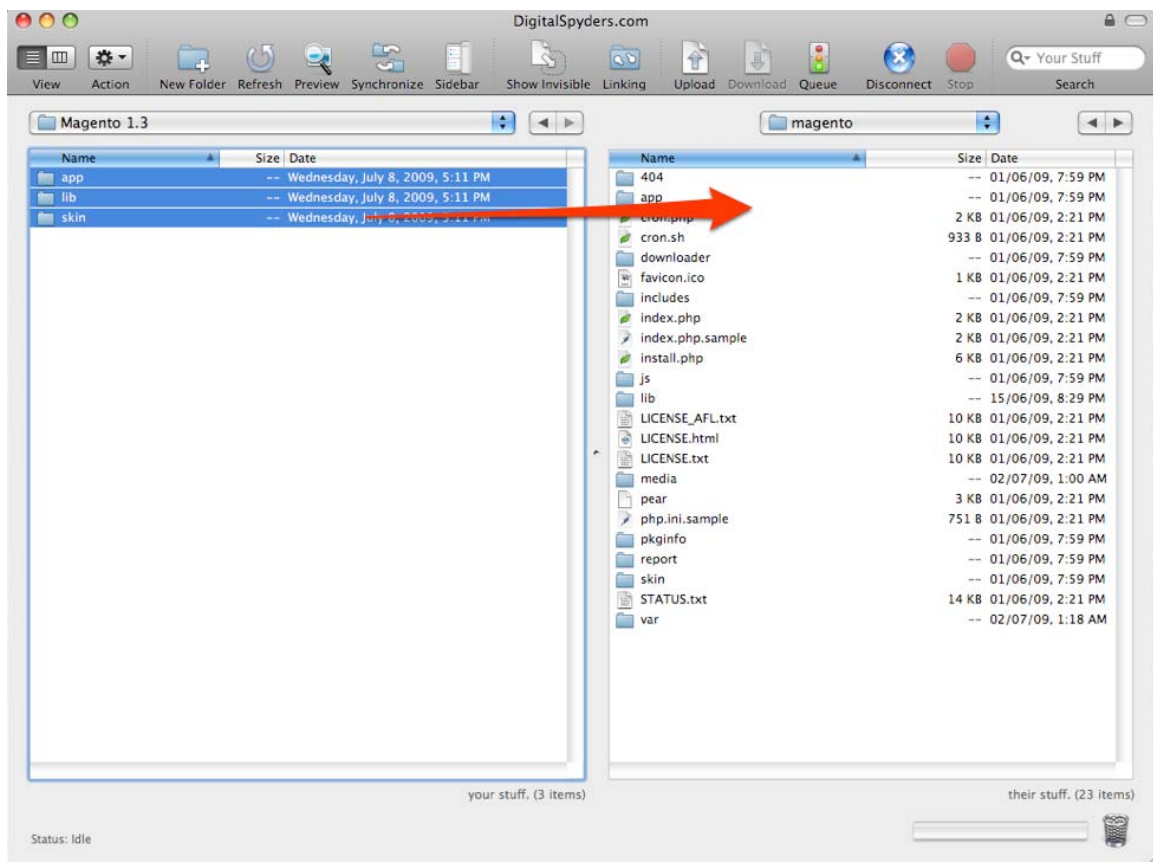 DigitalSpyders.com
View Action New Folder Refresh Preview Synchronize Sidebar Show Invisible Linking Upload Download Queue Disconnect Stop Search
Your Stuff
Magento 1.3
magento
Name Size Date
app -- Wednesday, July 8, 2009, 5:11 PM
lib -- Wednesday, July 8, 2009, 5:11 PM
skin -- Wednesday, July 8, 2009, 5:11 PM
Name Size Date
404 -- 01/06/09, 7:59 PM
app -- 01/06/09, 7:59 PM
cron.php 2 KB 01/06/09, 2:21 PM
cron.sh 933 B 01/06/09, 2:21 PM
downloader -- 01/06/09, 7:59 PM
favicon.ico 1 KB 01/06/09, 2:21 PM
includes -- 01/06/09, 7:59 PM
index.php 2 KB 01/06/09, 2:21 PM
index.php.sample 2 KB 01/06/09, 2:21 PM
install.php 6 KB 01/06/09, 2:21 PM
js -- 01/06/09, 7:59 PM
lib -- 15/06/09, 8:29 PM
LICENSE_AFL.txt 10 KB 01/06/09, 2:21 PM
LICENSE.html 10 KB 01/06/09, 2:21 PM
LICENSE.txt 10 KB 01/06/09, 2:21 PM
media -- 02/07/09, 1:00 AM
pear 3 KB 01/06/09, 2:21 PM
php.ini.sample 751 B 01/06/09, 2:21 PM
pkginfo -- 01/06/09, 7:59 PM
report -- 01/06/09, 7:59 PM
skin -- 01/06/09, 7:59 PM
STATUS.txt 14 KB 01/06/09, 2:21 PM
var -- 02/07/09, 1:18 AM
your stuff. (3 items)
their stuff. (23 items)
Status: Idle